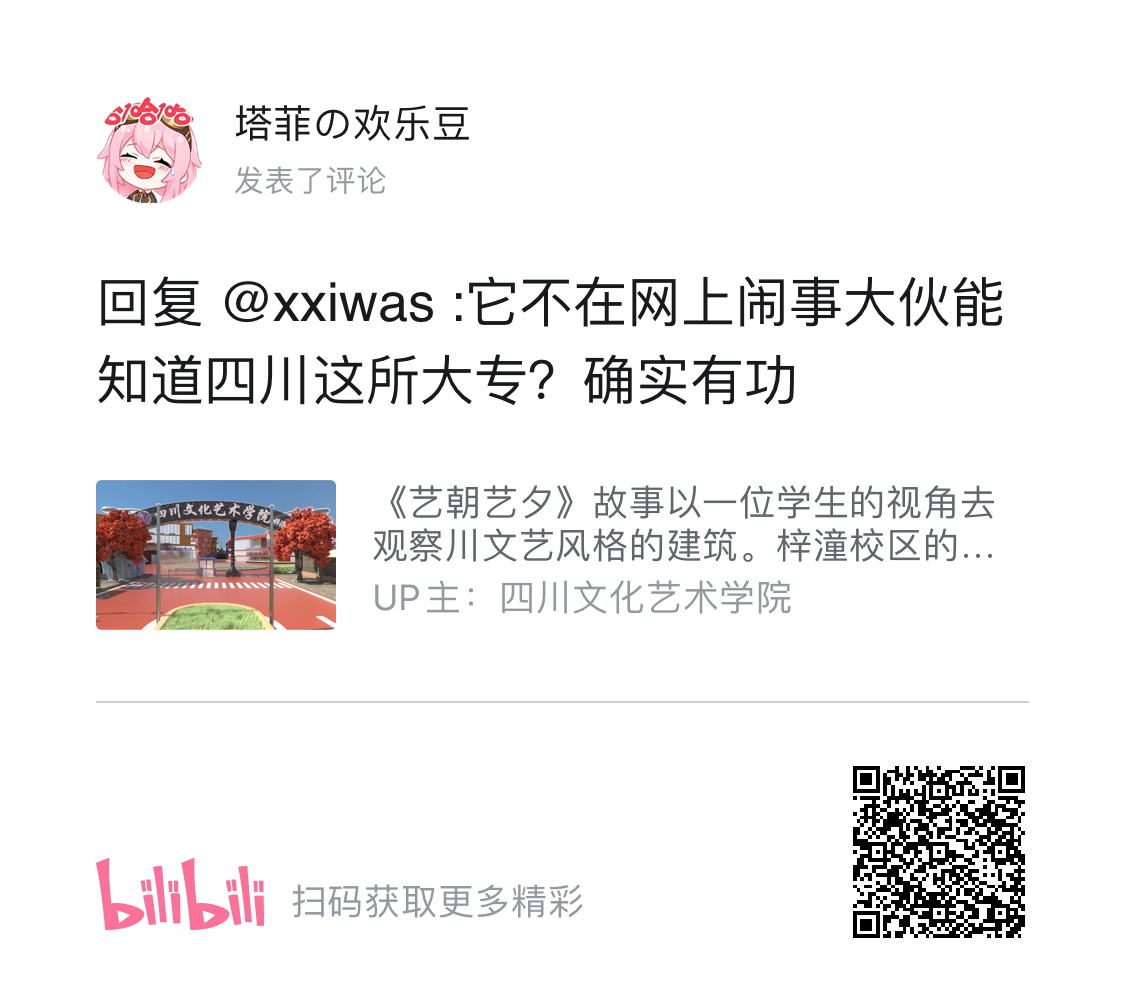 哈哈哈
塔菲の欢乐豆
发表了评论
回复 @xxiwas :它不在网上闹事大伙能
知道四川这所大专？确实有功
四川文化艺术学院
《艺朝艺夕》故事以一位学生的视角去
观察川文艺风格的建筑。梓潼校区的...
UP主：四川文化艺术学院
bilibili
扫码获取更多精彩